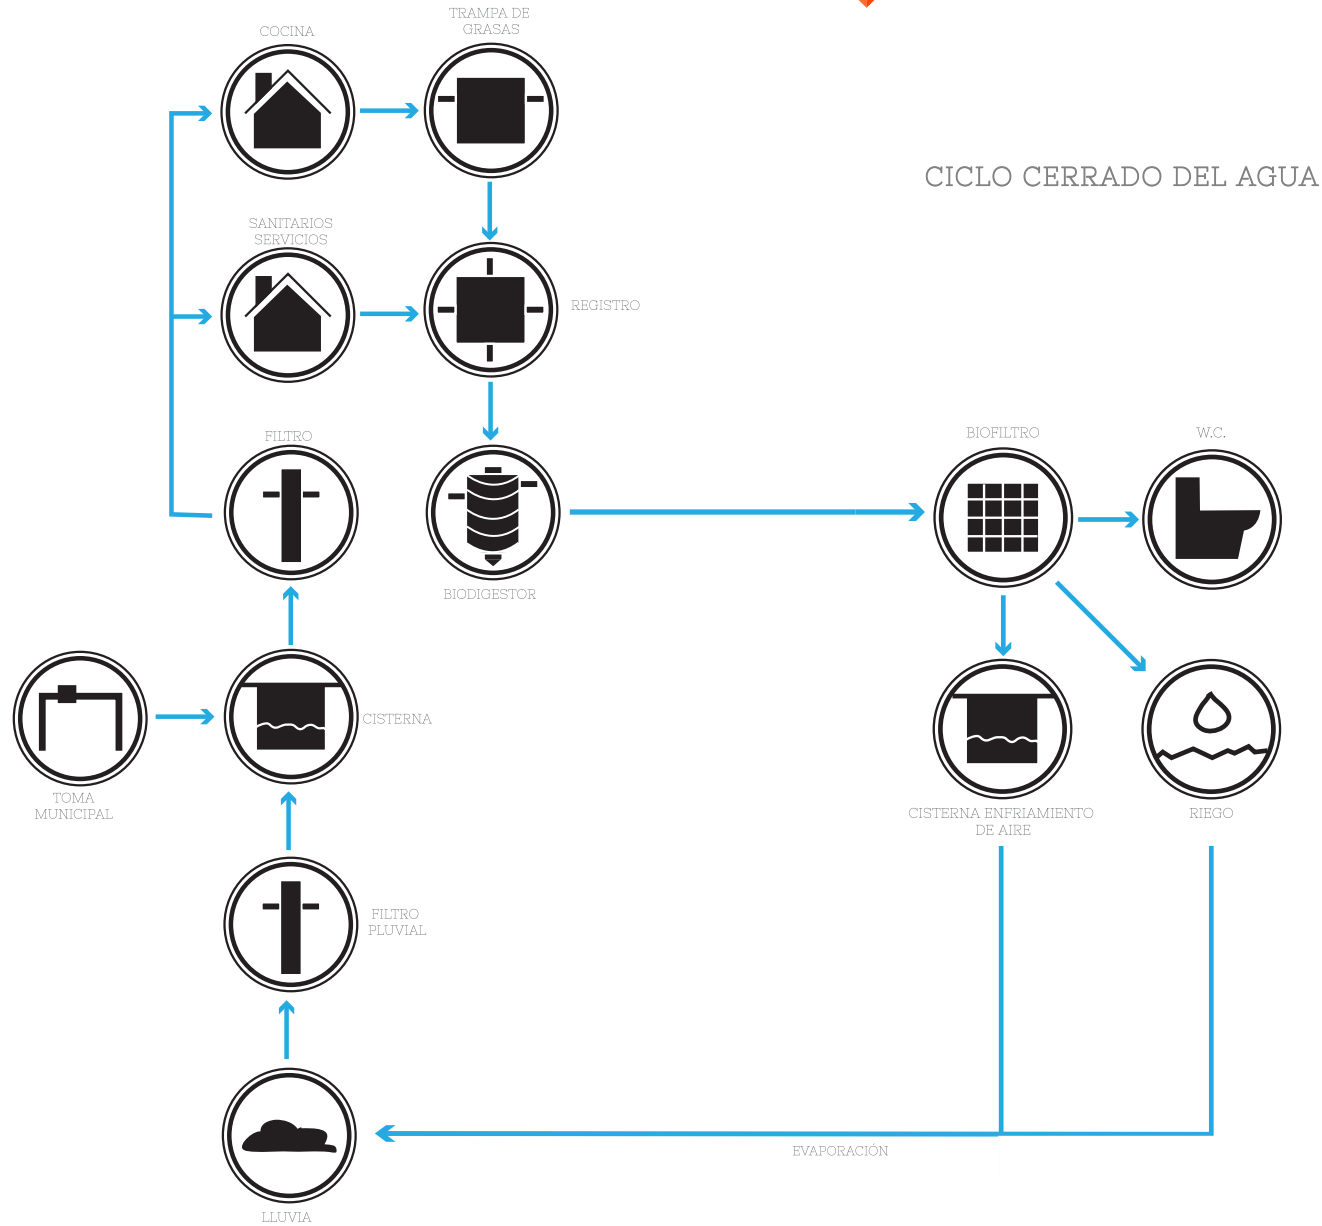 TRAMPA DE
GRASAS
COCINA
CICLO CERRADO DEL AGUA
SANITARIOS
SERVICIOS
REGISTRO
FILTRO
BIOFILTRO
W.C.
BIODIGESTOR
CISTERNA
TOMA
MUNICIPAL
CISTERNA ENFRIAMIENTO
DE AIRE
RIEGO
FILTRO
PLUVIAL
EVAPORACIÓN
LLUVIA